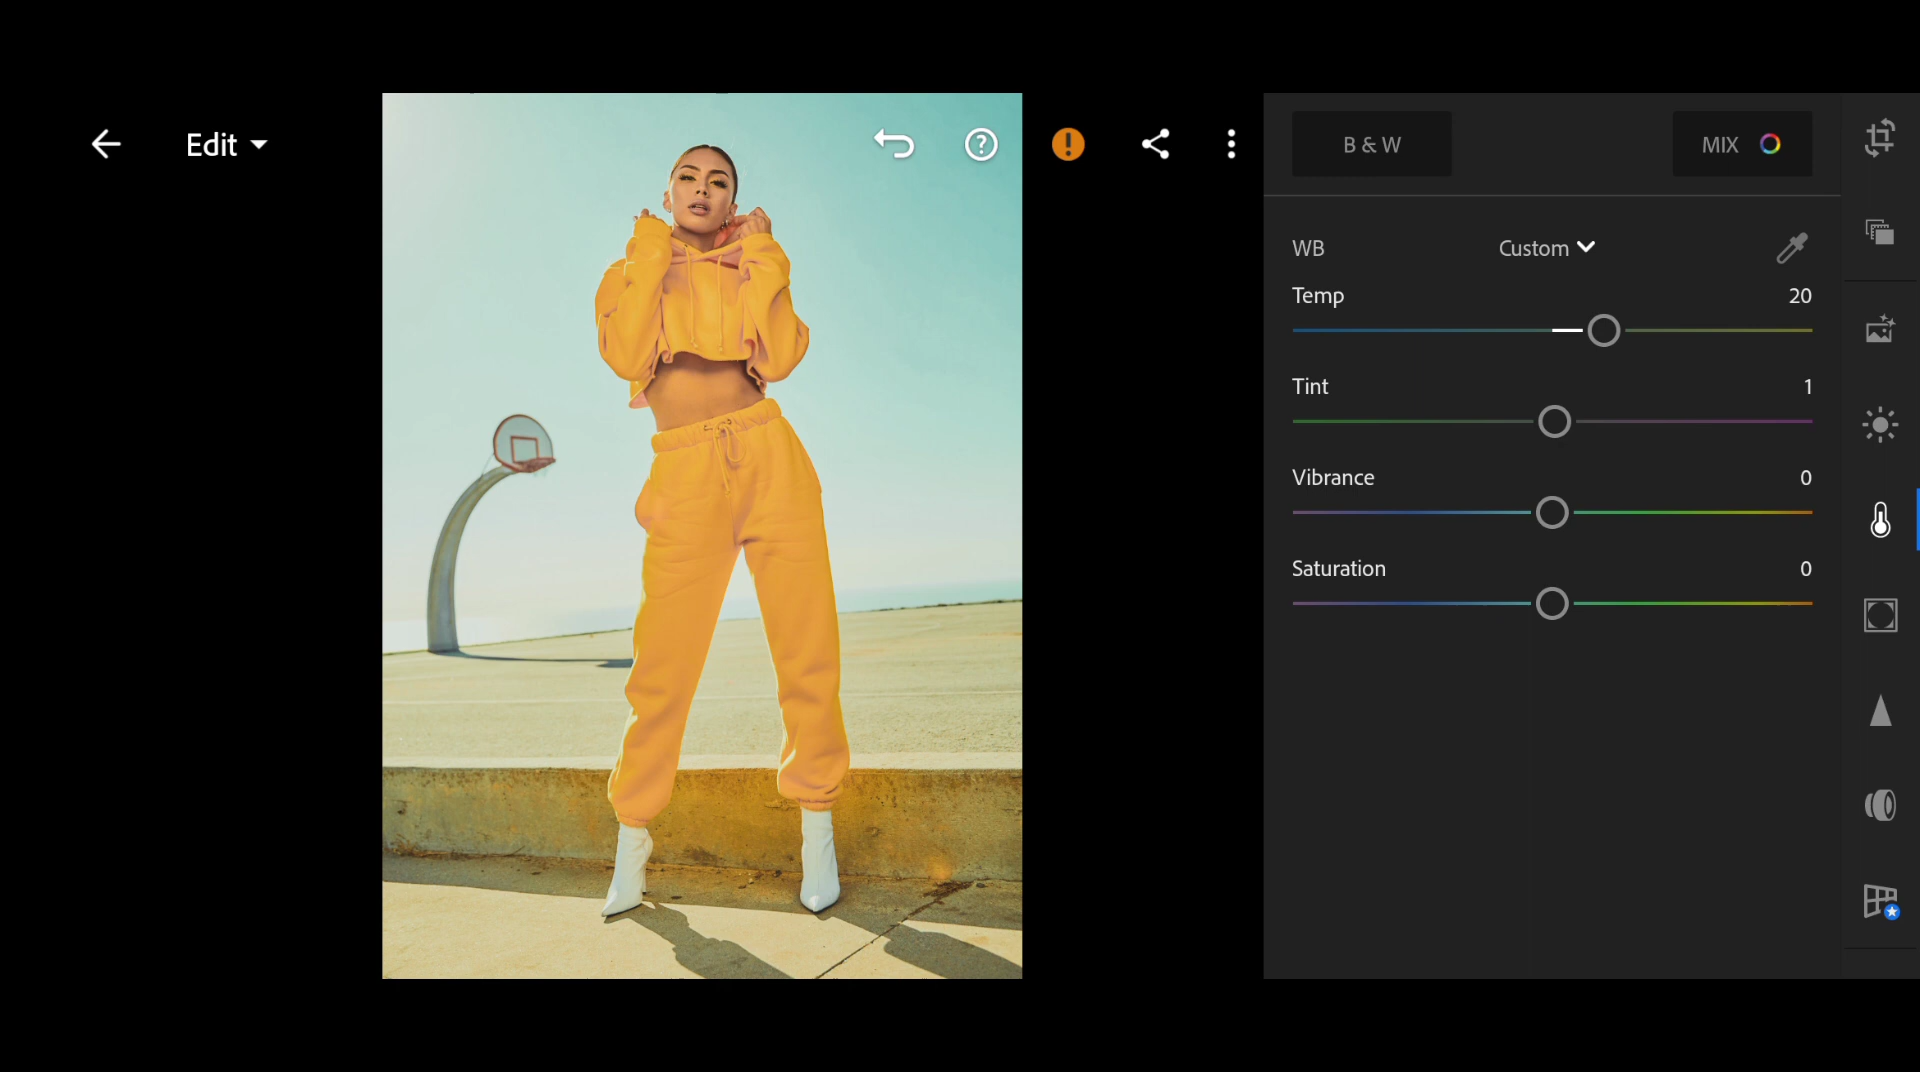 Edit
B & W
MIX
WB
Custom
Temp
20
Tint
1
Vibrance
0
Saturation
0